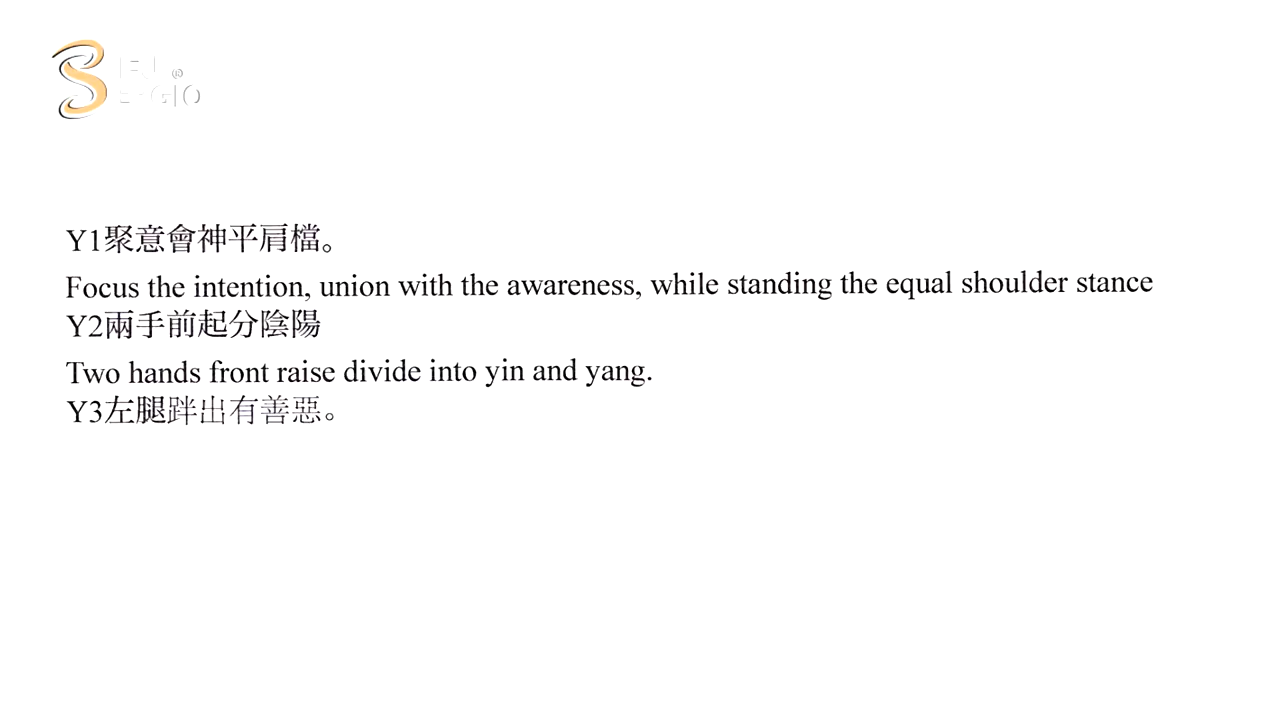 Y1聚意會神平肩檔。
Focus the intention, union with the awareness, while standing the equal shoulder stance
Y2兩手前起分陰陽
Two hands front raise divide into yin and yang.
Y3左腿跘出有善惡。